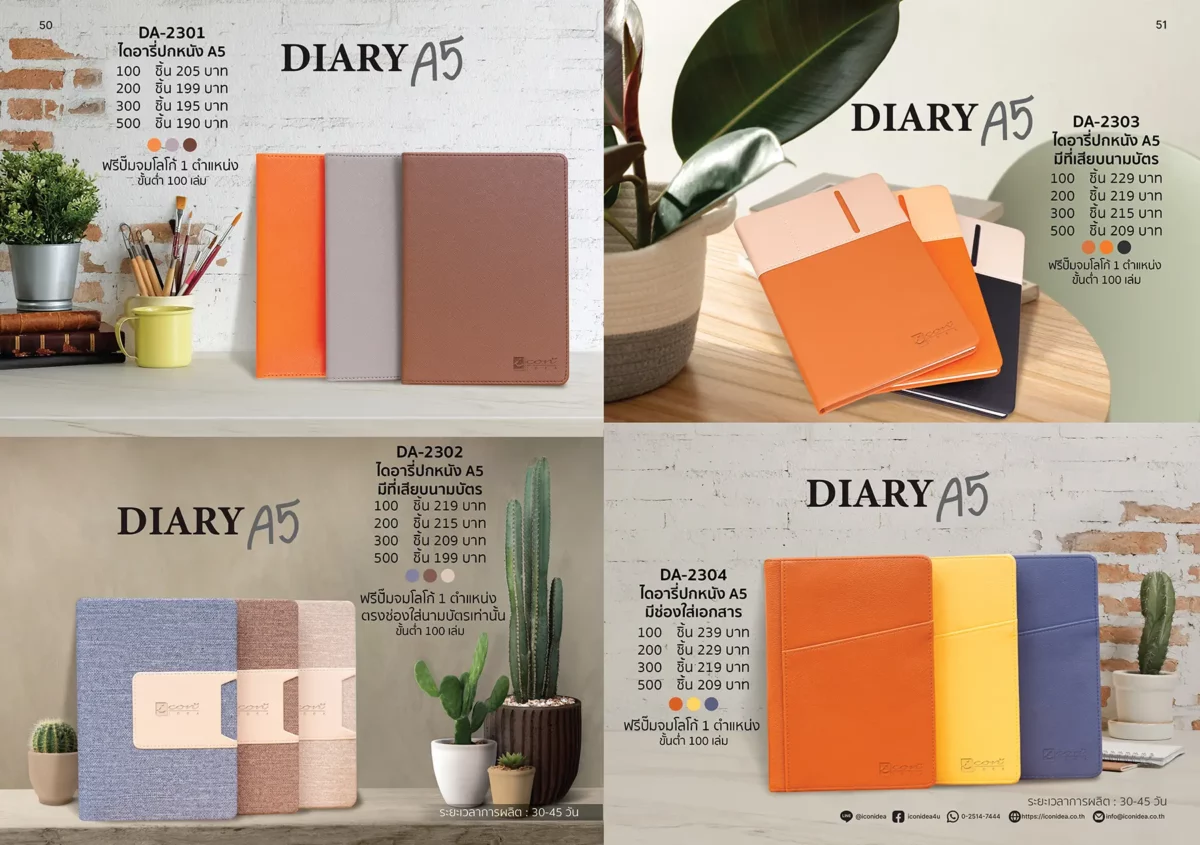 50
DA-2301
ไดอารี่ปกหนัง A5
100 ชิ้น 205 บาท
200 ชิ้น 199 บาท
300 ชิ้น 195 บาท
500 ชิ้น 190 บาท
ฟรีปั๊มจมโลโก้ 1 ตำแหน่ง
ขั้นต่ำ 100 เล่ม
DIARY A5
icon
IDEA
DA-2302
ไดอารี่ปกหนัง A5
มีที่เสียบนามบัตร
100 ชิ้น 219 บาท
200 ชิ้น 215 บาท
300 ชิ้น 209 บาท
500 ชิ้น 199 บาท
ฟรีปั๊มจมโลโก้ 1 ตำแหน่ง
ตรงช่องใส่นามบัตรเท่านั้น
ขั้นต่ำ 100 เล่ม
DIARY A5
icon
IDEA
ระยะเวลาการผลิต : 30-45 วัน
51
DIARY A5
DA-2303
ไดอารี่ปกหนัง A5
มีที่เสียบนามบัตร
100 ชิ้น 229 บาท
200 ชิ้น 219 บาท
300 ชิ้น 215 บาท
500 ชิ้น 209 บาท
ฟรีปั๊มจมโลโก้ 1 ตำแหน่ง
ขั้นต่ำ 100 เล่ม
icon
DIARY A5
DA-2304
ไดอารี่ปกหนัง A5
มีช่องใส่เอกสาร
100 ชิ้น 239 บาท
200 ชิ้น 229 บาท
300 ชิ้น 219 บาท
500 ชิ้น 209 บาท
ฟรีปั๊มจมโลโก้ 1 ตำแหน่ง
ขั้นต่ำ 100 เล่ม
icon
icon
icon
ระยะเวลาการผลิต : 30-45 วัน
LINE @iconidea iconidea4u 0-2514-7444 https://iconidea.co.th info@iconidea.co.th